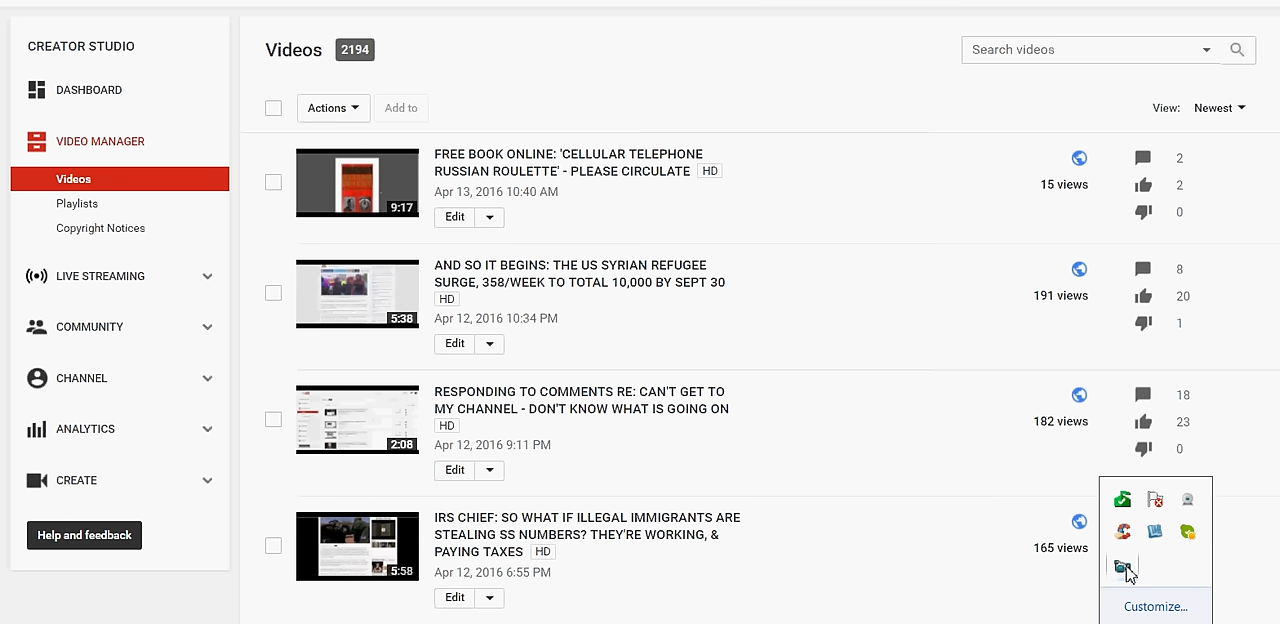 CREATOR STUDIO
DASHBOARD
VIDEO MANAGER
Videos
Playlists
Copyright Notices
LIVE STREAMING
COMMUNITY
CHANNEL
ANALYTICS
CREATE
Help and feedback
Videos 2194
Search videos
Actions Add to
View: Newest
FREE BOOK ONLINE: 'CELLULAR TELEPHONE
RUSSIAN ROULETTE' - PLEASE CIRCULATE HD
Apr 13, 2016 10:40 AM
9:17
Edit
15 views
2
2
0
AND SO IT BEGINS: THE US SYRIAN REFUGEE
SURGE, 358/WEEK TO TOTAL 10,000 BY SEPT 30
HD
Apr 12, 2016 10:34 PM
5:38
Edit
191 views
8
20
1
RESPONDING TO COMMENTS RE: CAN'T GET TO
MY CHANNEL - DON'T KNOW WHAT IS GOING ON
HD
Apr 12, 2016 9:11 PM
2:08
Edit
182 views
18
23
0
IRS CHIEF: SO WHAT IF ILLEGAL IMMIGRANTS ARE
STEALING SS NUMBERS? THEY'RE WORKING, &
PAYING TAXES HD
Apr 12, 2016 6:55 PM
5:58
Edit
165 views
Customize...